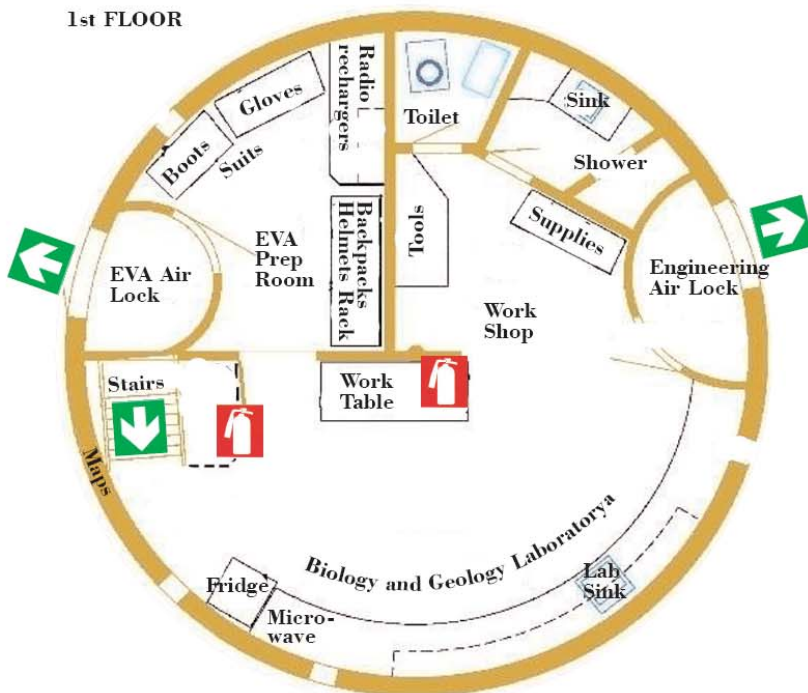 1st FLOOR
Radio
rechargers
Gloves
Boots
Suits
Toilet
Sink
Shower
Supplies
Tools
Backpacks
Helmets Rack
EVA
Prep
Room
EVA Air
Lock
Engineering
Air Lock
Work
Shop
Stairs
Work
Table
Maps
Biology and Geology Laboratorya
Fridge
Micro-
wave
Lab
Sink